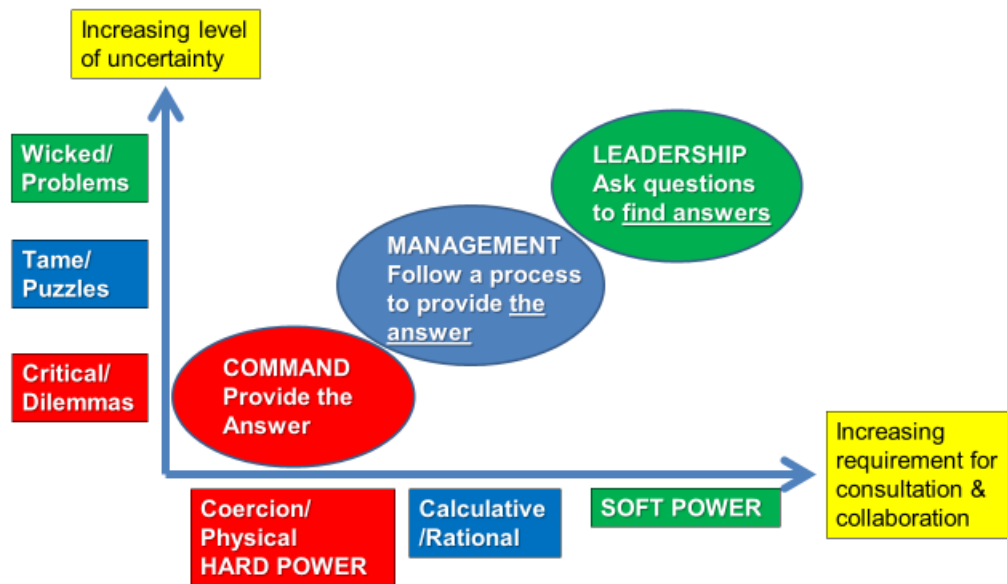 Increasing level
of uncertainty
Wicked/
Problems
LEADERSHIP
Ask questions
to find answers
Tame/
Puzzles
MANAGEMENT
Follow a process
to provide the
answer
Critical/
Dilemmas
COMMAND
Provide the
Answer
Increasing
requirement for
consultation &
collaboration
Coercion/
Physical
HARD POWER
Calculative
/Rational
SOFT POWER